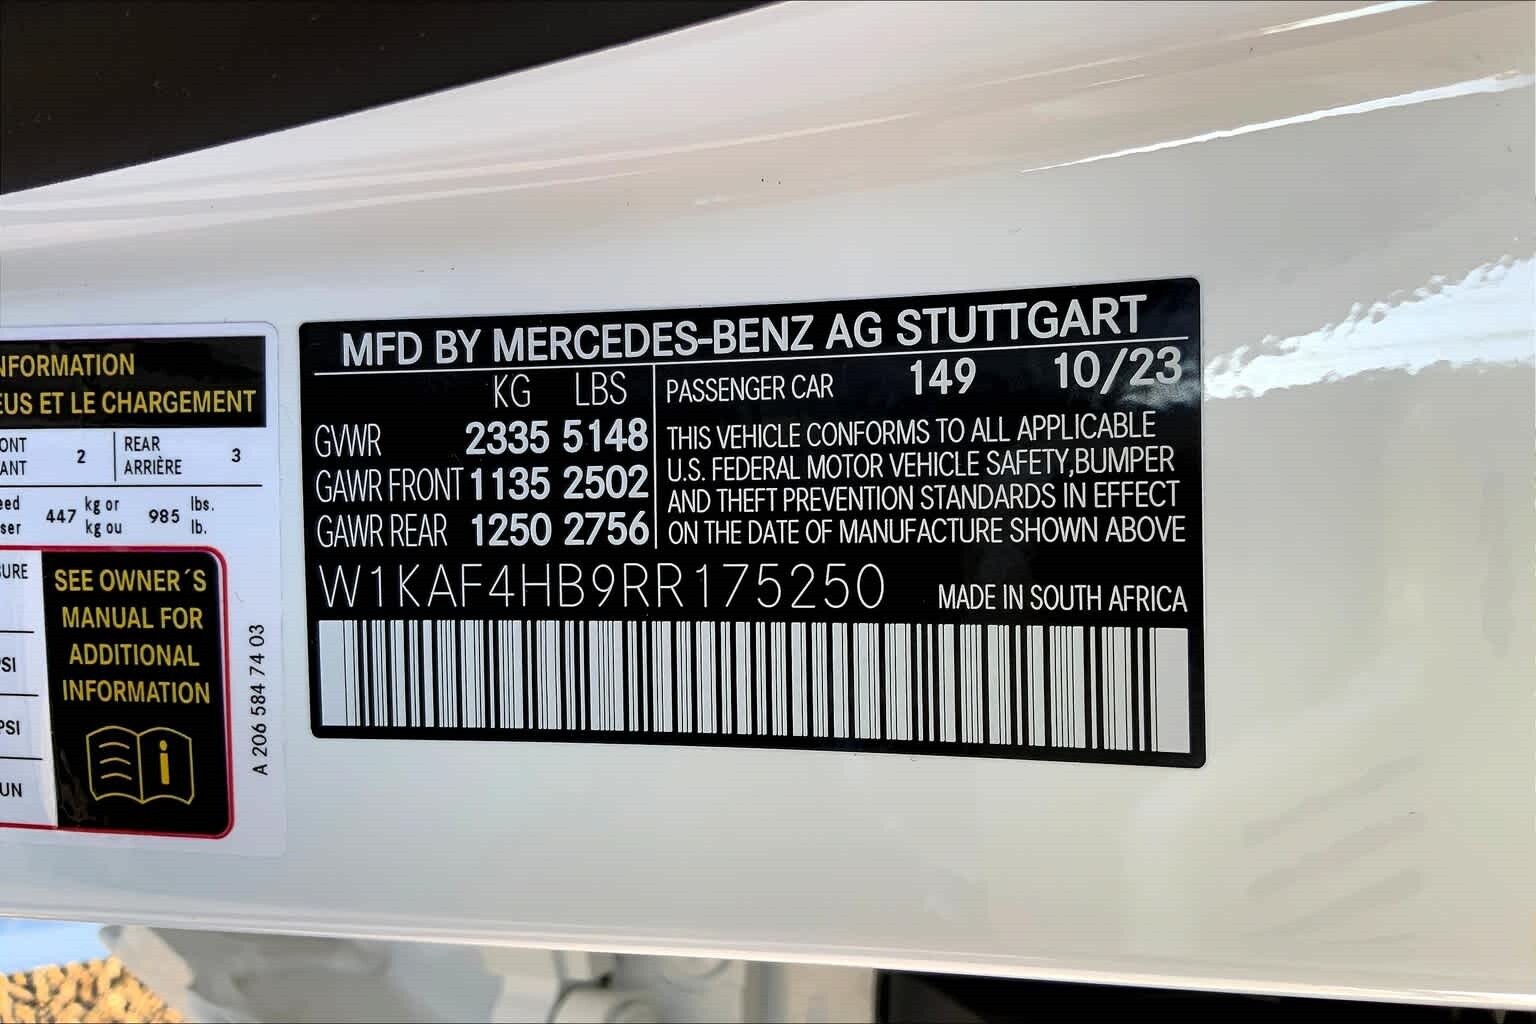 NFORMATION
EUS ET LE CHARGEMENT
ONT
ANT
2
REAR
ARRIÈRE
3
eed
ser
447
kg or
kg ou
985
lbs.
lb.
SURE
PSI
PSI
UN
SEE OWNER´S
MANUAL FOR
ADDITIONAL
INFORMATION
i
A 206 584 74 03
MFD BY MERCEDES-BENZ AG STUTTGART
KG LBS
GVWR 2335 5148
GAWR FRONT 1135 2502
GAWR REAR 1250 2756
PASSENGER CAR 149 10/23
THIS VEHICLE CONFORMS TO ALL APPLICABLE
U.S. FEDERAL MOTOR VEHICLE SAFETY,BUMPER
AND THEFT PREVENTION STANDARDS IN EFFECT
ON THE DATE OF MANUFACTURE SHOWN ABOVE
W1KAF4HB9RR175250
MADE IN SOUTH AFRICA